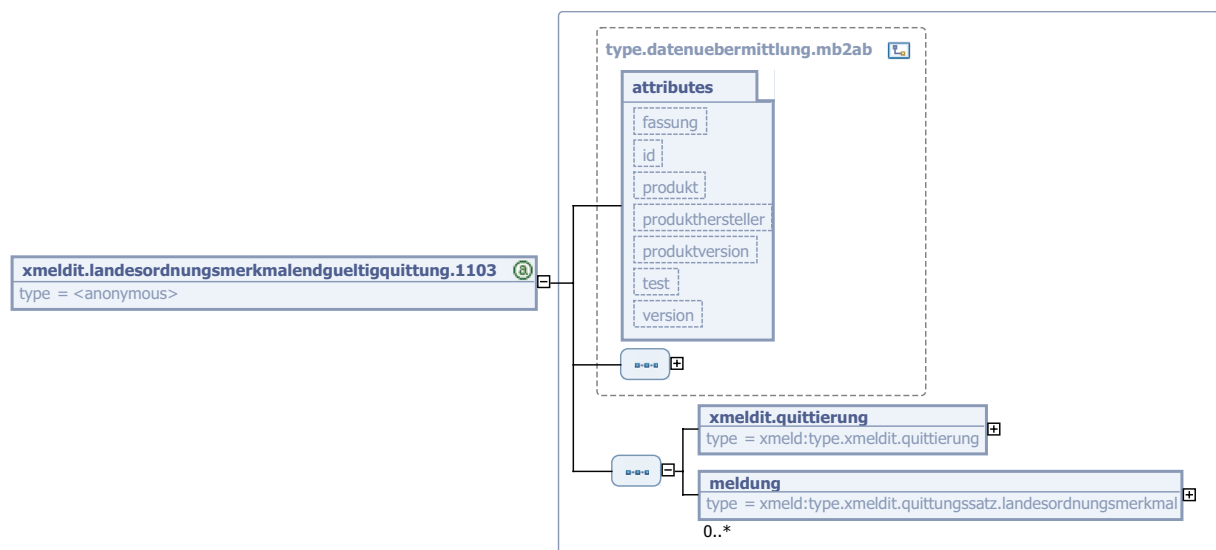 type.datenuebermittlung.mb2ab
attributes
fassung
id
produkt
produkthersteller
produktversion
test
version
xmeldit.landesordnungsmerkmalendgueltigquittung.1103
type = <anonymous>
xmeldit.quittierung
type = xmeld:type.xmeldit.quittierung
meldung
type = xmeld:type.xmeldit.quittungssatz.landesordnungsmerkmal
0..*